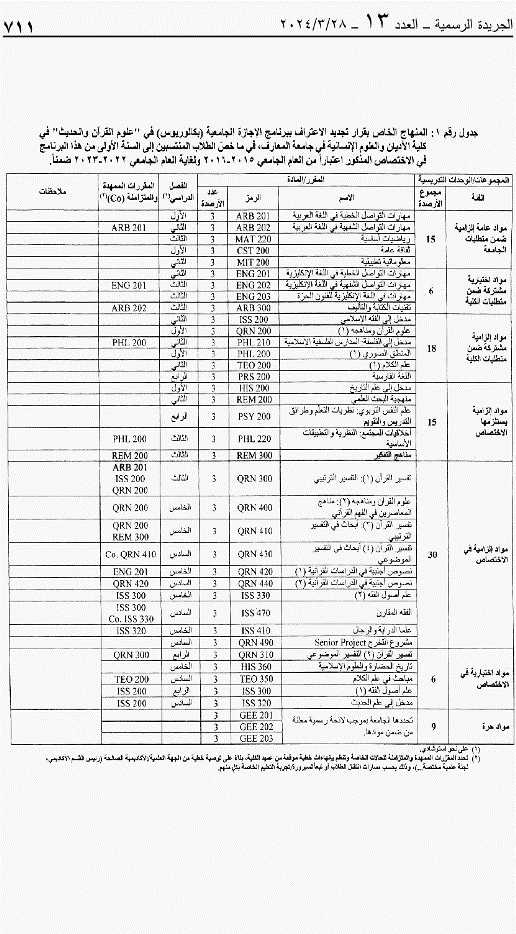 الجريدة الرسمية – العدد ١٣ – ٢٠٢٤/٣/٢٨
٧١١
جدول رقم ١: المنهاج الخاص بقرار تجديد الاعتراف ببرنامج الاجازة الجامعية (بكالوريوس) في "علوم القرآن والحديث" في
كلية الأديان والعلوم الإنسانية في جامعة المعارف، في ما خصّ الطلاب المنتسبين إلى السنة الأولى من هذا البرنامج
في الاختصاص المذكور اعتباراً من العام الجامعي ٢٠١٥-٢٠١٦ ولغاية العام الجامعي ٢٠٢٢-٢٠٢٣ ضمناً.
المجموعات/الوحدات التدريسية المقرر/المادة
الفئة مجموع الأرصدة الاسم الرمز عدد الأرصدة الفصل الدراسي(١) المقررات الممهدة والمتزاملة (Co)(٢) ملاحظات
مواد عامة إلزامية ضمن متطلبات الجامعة 15
مهارات التواصل الخطية في اللغة العربية ARB 201 3 الأول
مهارات التواصل الشفهية في اللغة العربية ARB 202 3 الثاني ARB 201
رياضيات أساسية MAT 220 3 الثالث
ثقافة عامة CST 200 3 الأول
معلوماتية تطبيقية MIT 200 3 الثاني
مواد اختيارية مشتركة ضمن متطلبات الكلية 6
مهارات التواصل الخطية في اللغة الإنكليزية ENG 201 3 الثاني
مهارات التواصل الشفهية في اللغة الإنكليزية ENG 202 3 الثالث ENG 201
مهارات في اللغة الإنكليزية للفنون الحرة ENG 203 3 الثالث
تقنيات الكتابة والتأليف ARB 300 3 الثالث ARB 202
مواد إلزامية مشتركة ضمن متطلبات الكلية 18
مدخل إلى الفقه الإسلامي ISS 200 3 الثاني
علوم القرآن ومناهجه (١) QRN 200 3 الأول
مدخل إلى الفلسفة: المدارس الفلسفية الإسلامية PHL 210 3 الثاني PHL 200
المنطق الصوري (١) PHL 200 3 الأول
علم الكلام (١) TEO 200 3 الثاني
اللغة الفارسية PRS 200 3 الرابع
مواد إلزامية يستلزمها الاختصاص 15
مدخل إلى علم التاريخ HIS 200 3 الأول
منهجية البحث العلمي REM 200 3 الثاني
علم النفس التربوي: نظريات التعلم وطرائق التدريس والتقويم PSY 200 3 الرابع
أخلاقيات المجتمع: النظرية والتطبيقات الأساسية PHL 220 3 الثالث PHL 200
مناهج التفكير REM 300 3 الثالث REM 200
مواد إلزامية في الاختصاص 30
تفسير القرآن (١): التفسير الترتيبي QRN 300 3 الثالث ARB 201 ISS 200 QRN 200
علوم القرآن ومناهجه (٢): مناهج المعاصرين في الفهم القرآني QRN 400 3 الخامس QRN 200
تفسير القرآن (٣): أبحاث في التفسير الترتيبي QRN 410 3 الخامس QRN 200 REM 300
تفسير القرآن (٤) أبحاث في التفسير الموضوعي QRN 430 3 السادس Co. QRN 410
نصوص أجنبية في الدراسات القرآنية (١) QRN 420 3 الخامس ENG 201
نصوص أجنبية في الدراسات القرآنية (٢) QRN 440 3 السادس QRN 420
علم أصول الفقه (٢) ISS 330 3 الخامس ISS 300
الفقه المقارن ISS 470 3 السادس ISS 300 Co. ISS 330
علما الدراية والرجال ISS 410 3 الخامس ISS 320
مشروع التخرج Senior Project QRN 490 3 السادس
مواد اختيارية في الاختصاص 6
تفسير القرآن (٢) التفسير الموضوعي QRN 310 3 الرابع QRN 300
تاريخ الحضارة والعلوم الإسلامية HIS 360 3 الخامس
مباحث في علم الكلام TEO 350 3 السادس TEO 200
علم أصول الفقه (١) ISS 300 3 الرابع ISS 200
مدخل إلى علم الحديث ISS 320 3 السادس ISS 200
مواد حرة 9
تحددها الجامعة بموجب لائحة رسمية معلنة من ضمن موادها.
GEE 201 3
GEE 202 3
GEE 203 3
(١) على نحو استرشادي.
(٢) تحدد المقررات الممهدة والمتزاملة للحالات الخاصة وتنظم بإفادات خطية موقعة من عميد الكلية، بناءً على توصية خطية من الجهة العلمية/الأكاديمية الصالحة (رئيس القسم الأكاديمي،
لجنة علمية مختصة...)، وذلك بحسب مسارات انتقال الطلاب أو تبعاً لسيرورة/تجربة التعليم الخاصة بكل منهم.